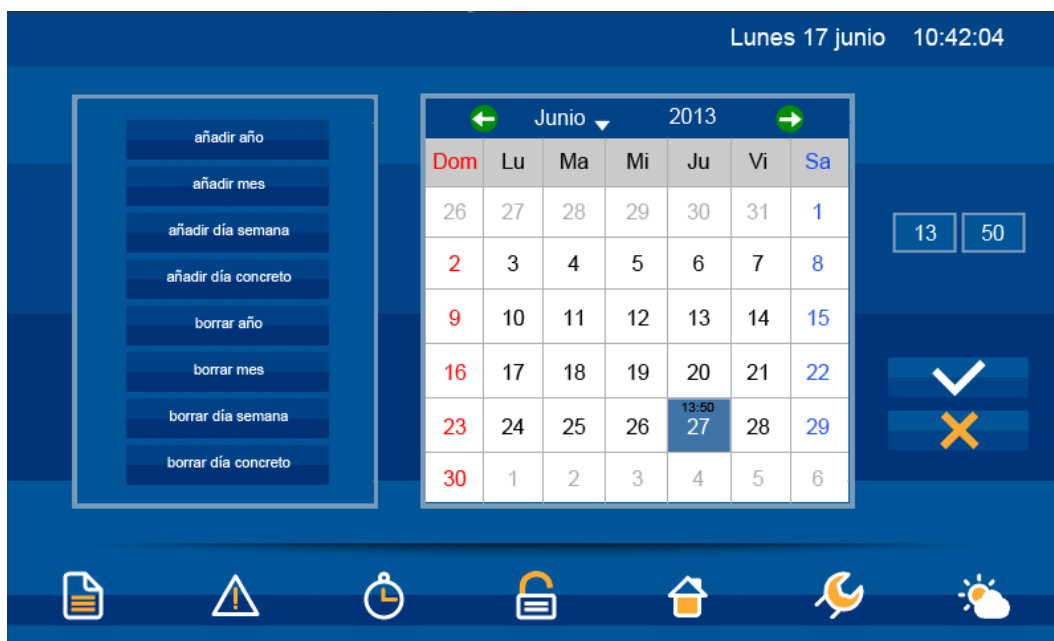 Lunes 17 junio 10:42:04
añadir año
añadir mes
añadir día semana
añadir día concreto
borrar año
borrar mes
borrar día semana
borrar día concreto
Junio 2013
Dom Lu Ma Mi Ju Vi Sa
26 27 28 29 30 31 1
2 3 4 5 6 7 8
9 10 11 12 13 14 15
16 17 18 19 20 21 22
13:50
23 24 25 26 27 28 29
30 1 2 3 4 5 6
13 50